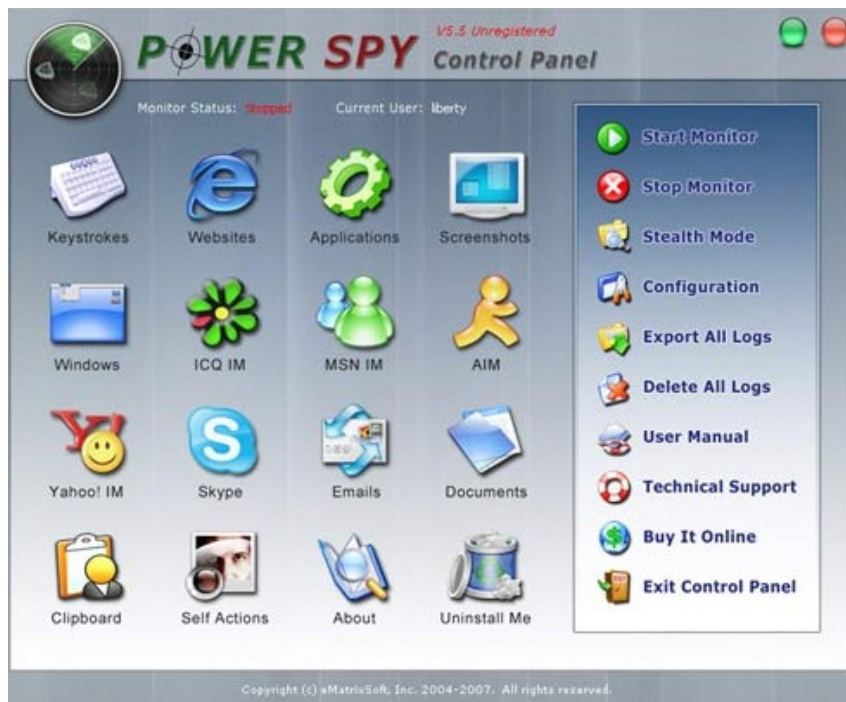 POWER SPY
V5.5 Unregistered
Control Panel
Monitor Status: Stopped
Current User: liberty
Keystrokes
Websites
Applications
Screenshots
Windows
ICQ IM
MSN IM
AIM
Yahoo! IM
Skype
Emails
Documents
Clipboard
Self Actions
About
Uninstall Me
Start Monitor
Stop Monitor
Stealth Mode
Configuration
Export All Logs
Delete All Logs
User Manual
Technical Support
Buy It Online
Exit Control Panel
Copyright (c) eMatrixSoft, Inc. 2004-2007. All rights reserved.